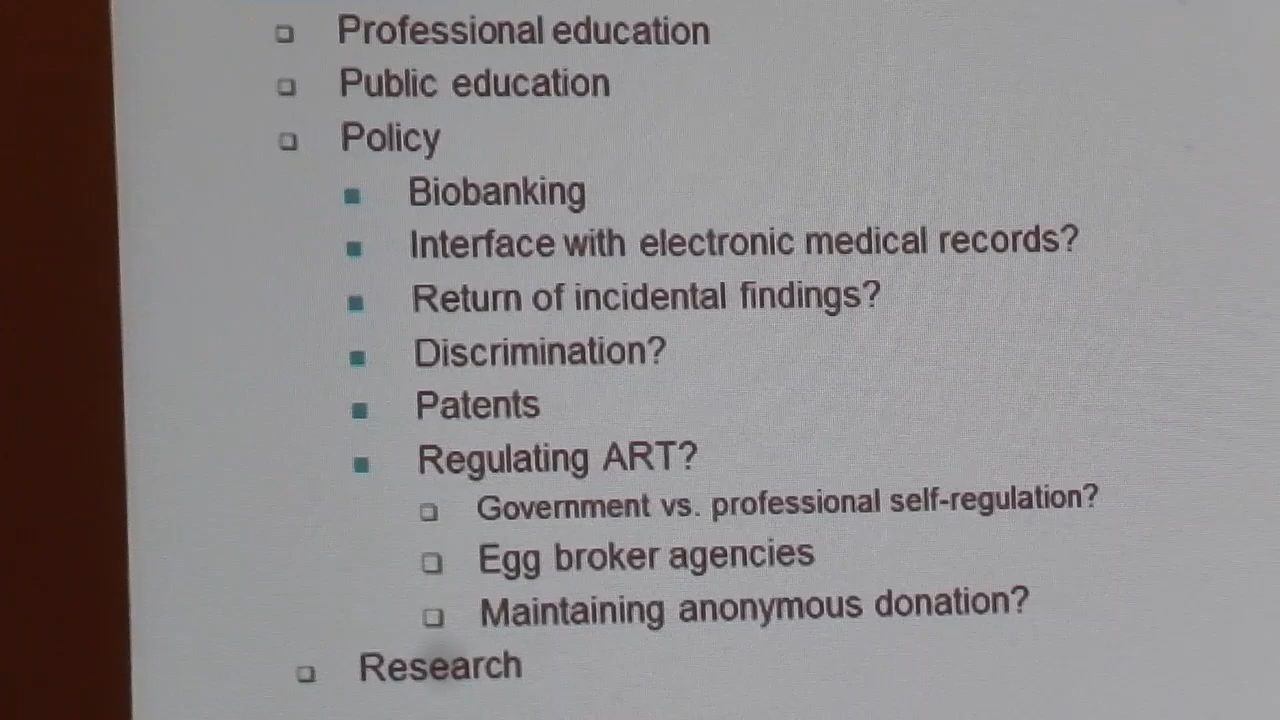 Professional education
Public education
Policy
Biobanking
Interface with electronic medical records?
Return of incidental findings?
Discrimination?
Patents
Regulating ART?
Government vs. professional self-regulation?
Egg broker agencies
Maintaining anonymous donation?
Research